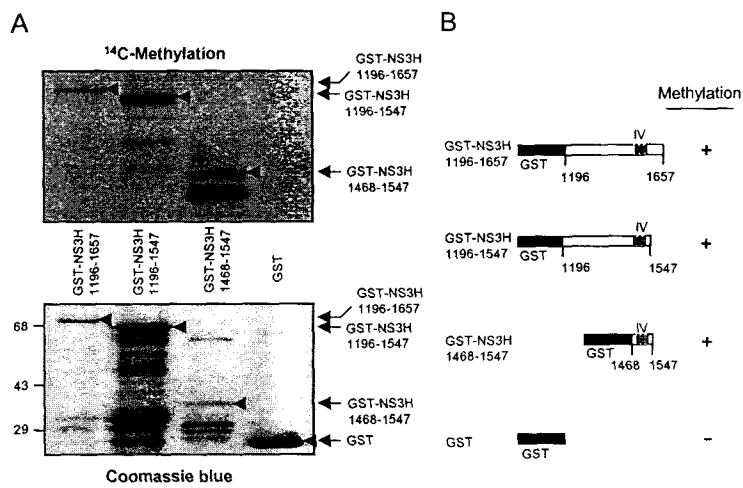 A
¹⁴C-Methylation
GST-NS3H
1196-1657
GST-NS3H
1196-1547
GST-NS3H
1468-1547
GST-NS3H
1196-1657
GST-NS3H
1196-1547
GST-NS3H
1468-1547
GST
68
43
29
GST-NS3H
1196-1657
GST-NS3H
1196-1547
GST-NS3H
1468-1547
GST
Coomassie blue
B
Methylation
GST-NS3H
1196-1657
IV
+
GST
1196
1657
GST-NS3H
1196-1547
IV
+
GST
1196
1547
GST-NS3H
1468-1547
IV
+
GST
1468
1547
GST
–
GST